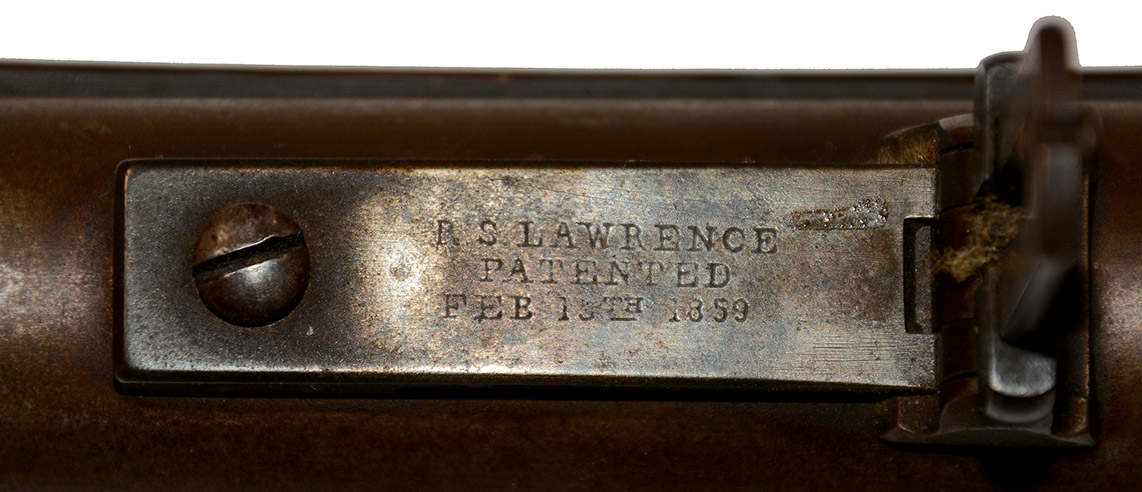 R.S. LAWRENCE
PATENTED
FEB 15TH 1859